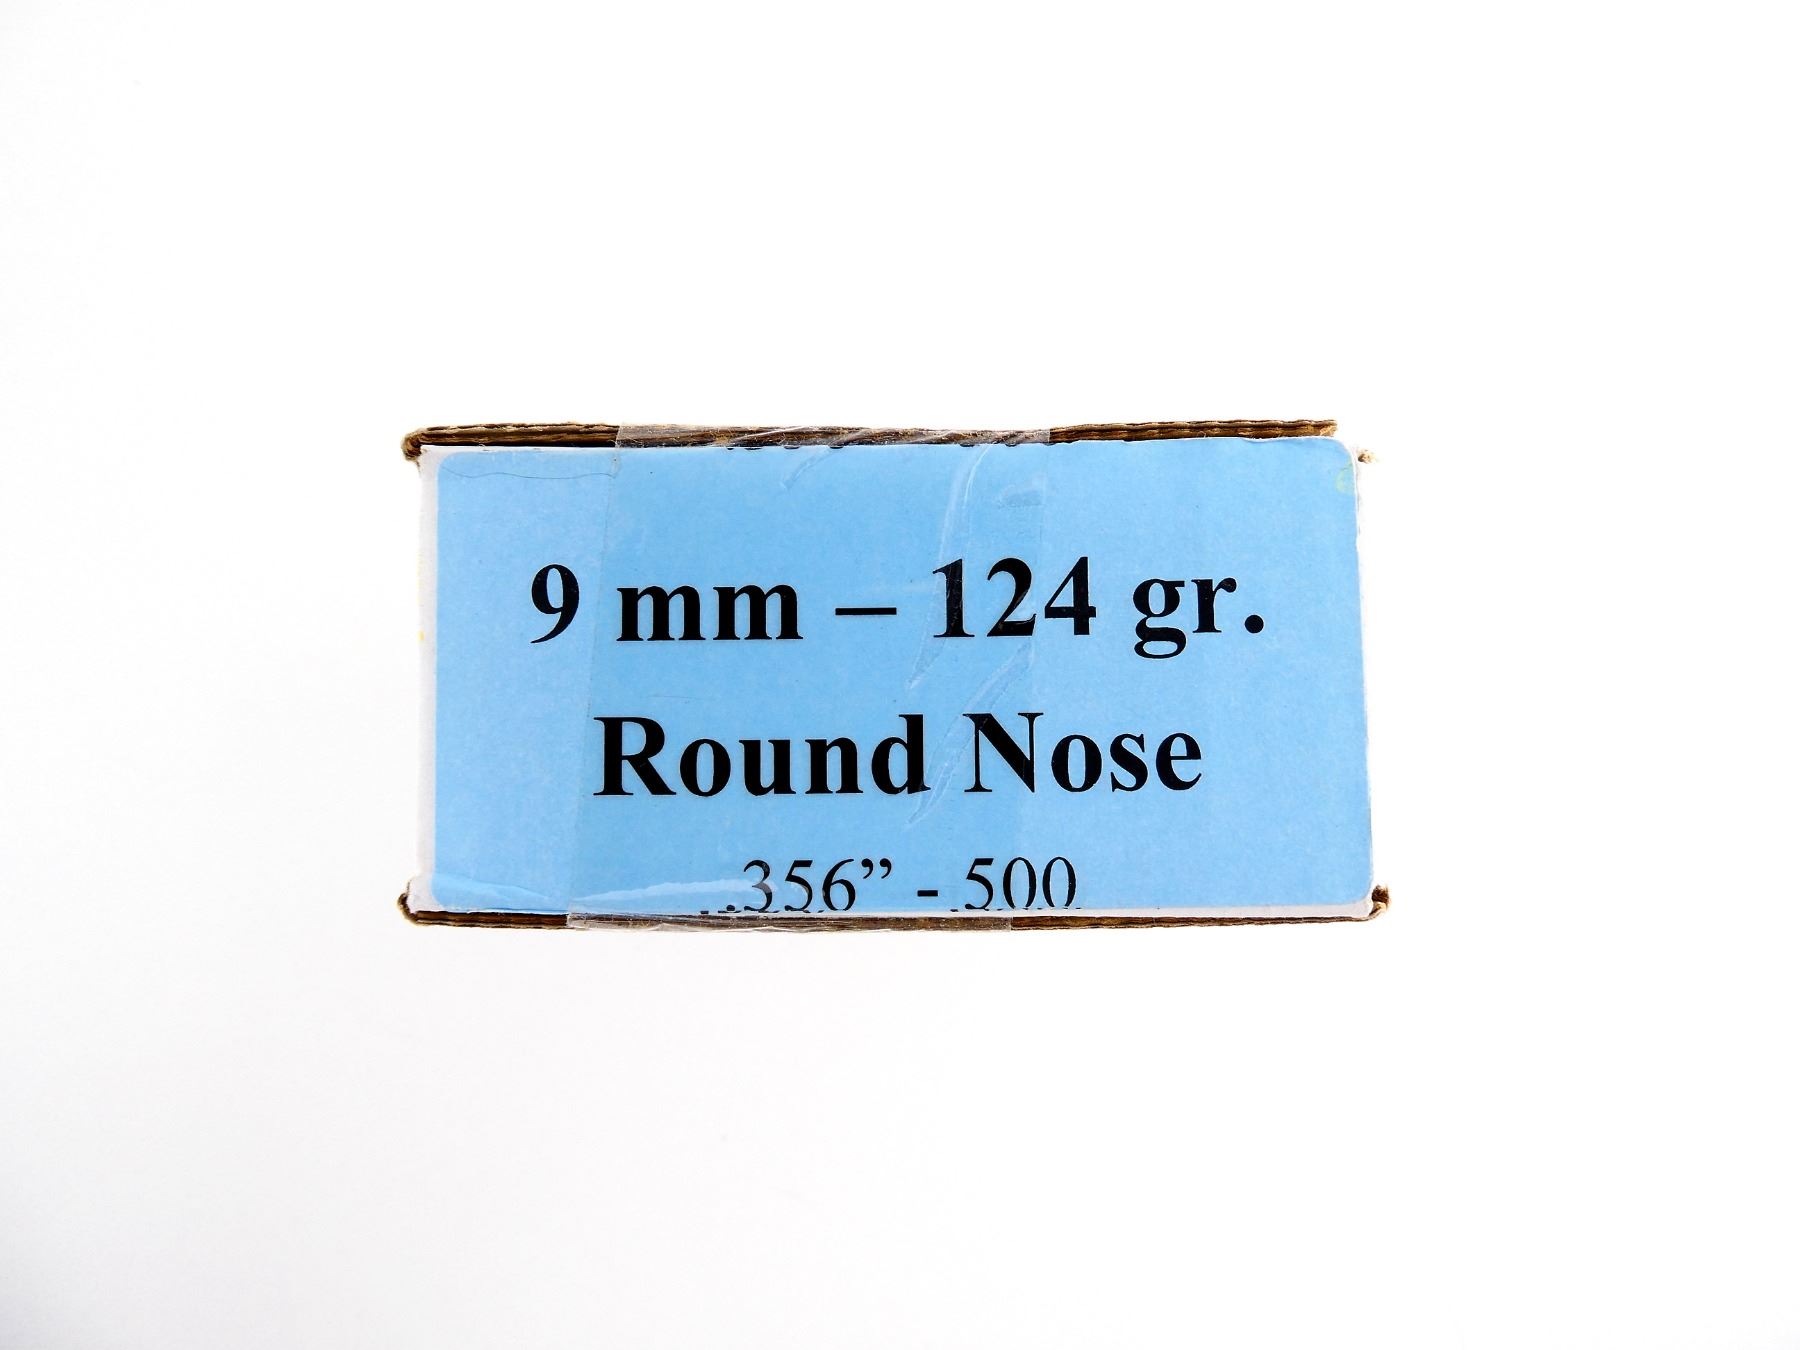 9 mm – 124 gr.
Round Nose
.356” - .500